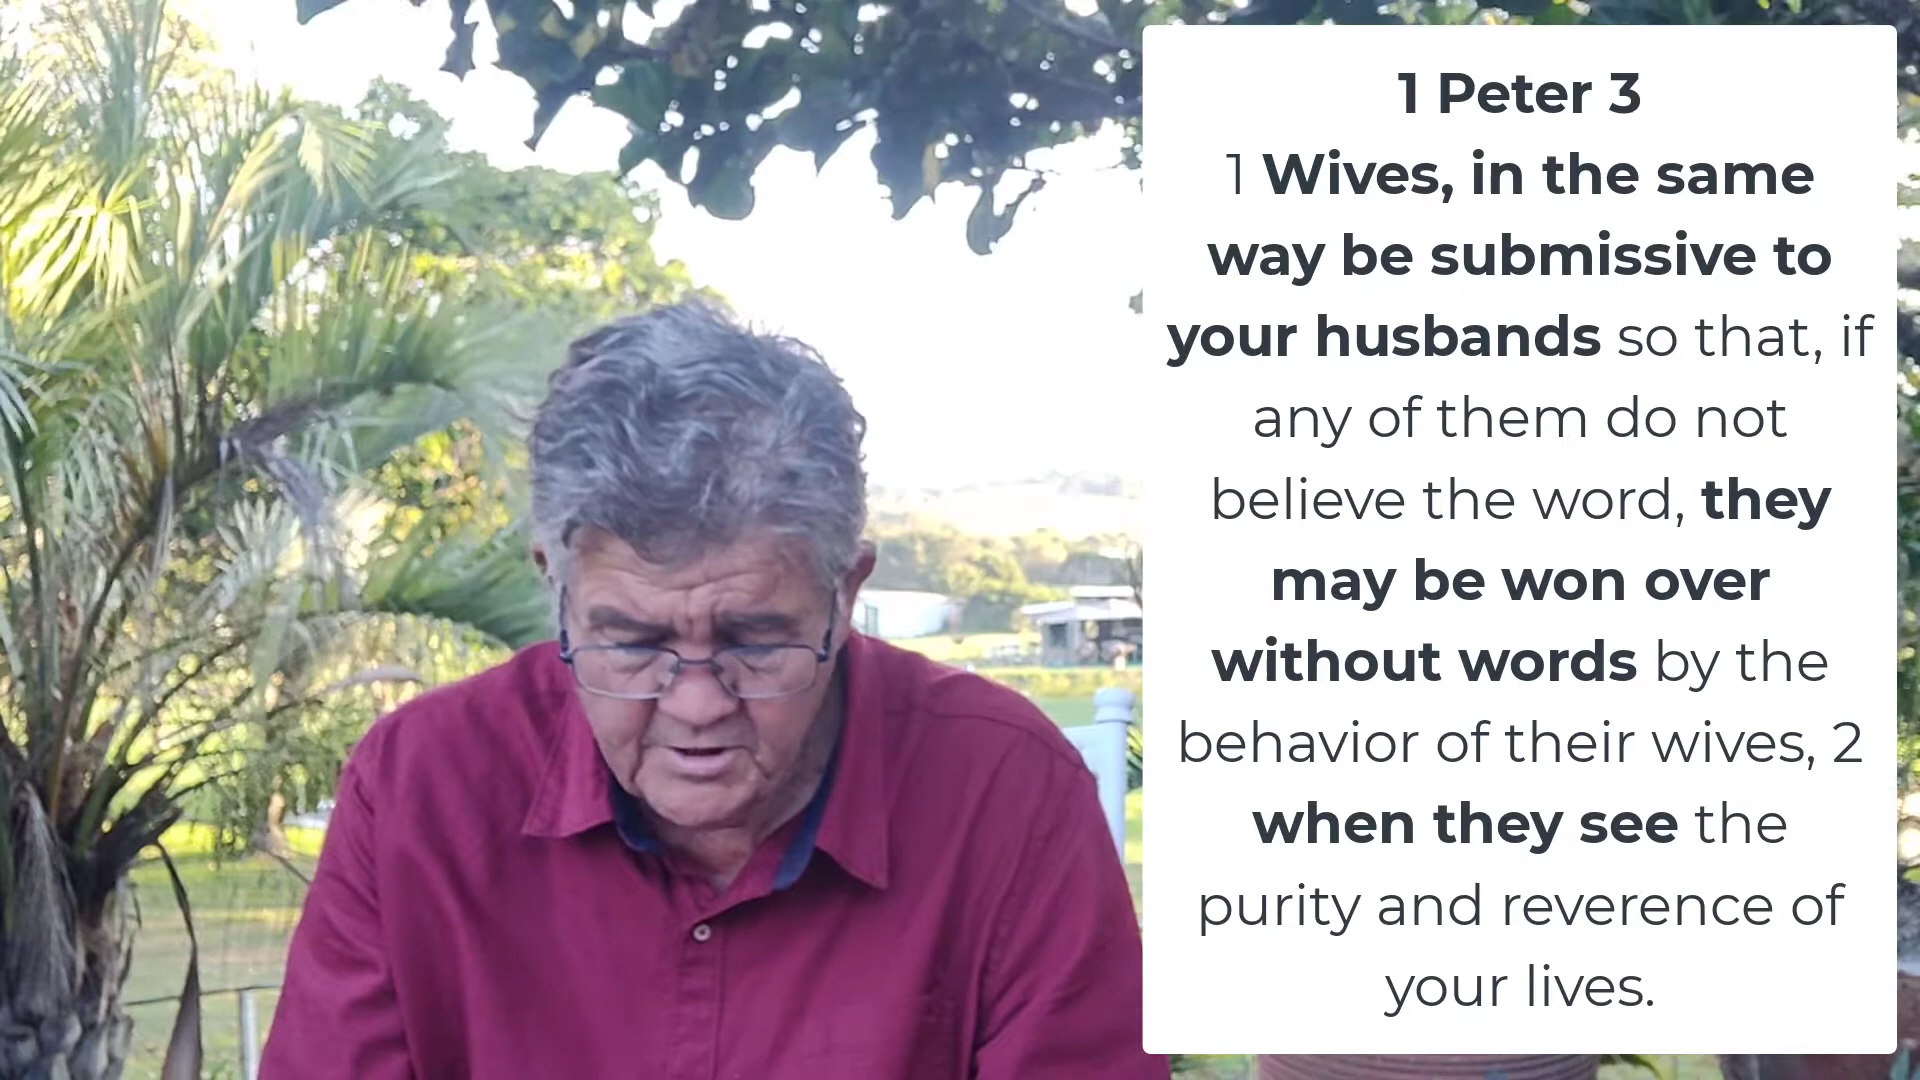 1 Peter 3
1 Wives, in the same
way be submissive to
your husbands so that, if
any of them do not
believe the word, they
may be won over
without words by the
behavior of their wives, 2
when they see the
purity and reverence of
your lives.